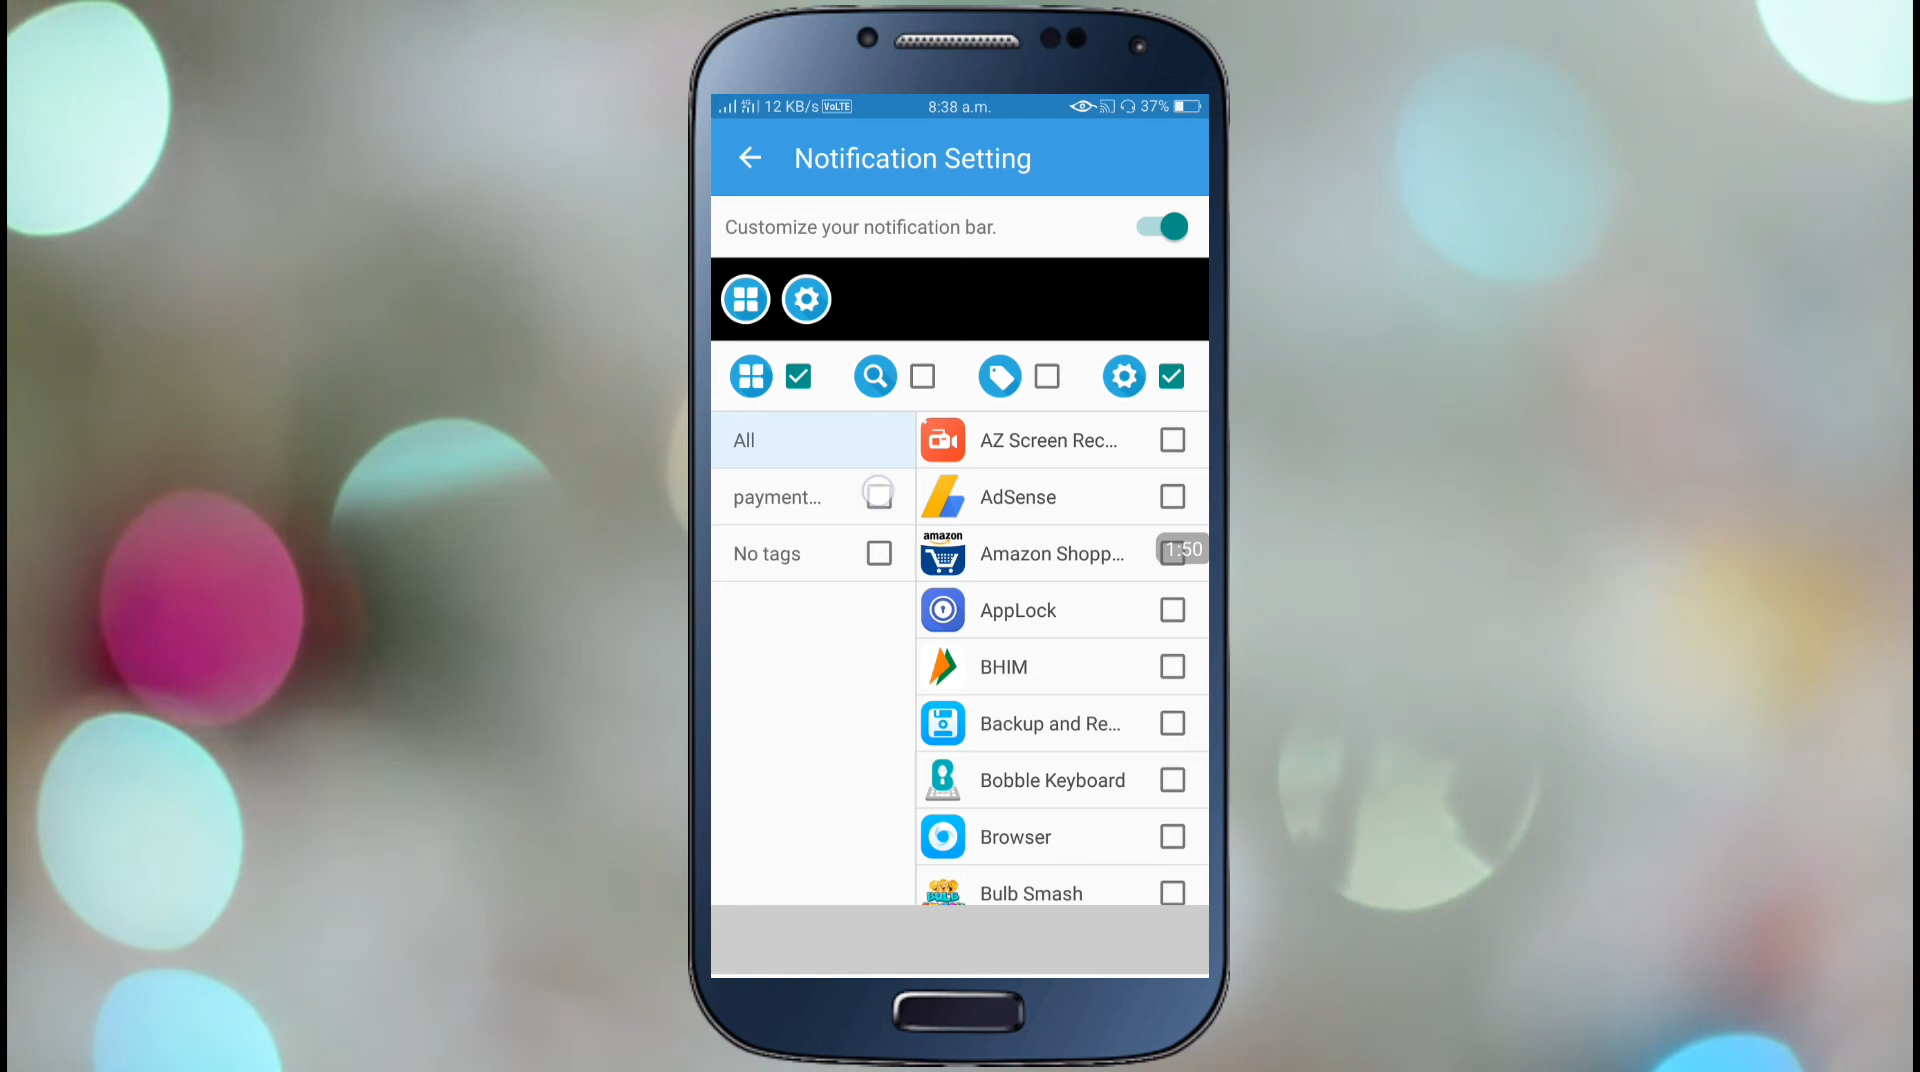 12 KB/s VoLTE 8:38 a.m. 37%
Notification Setting
Customize your notification bar.
All
AZ Screen Rec...
payment...
AdSense
No tags
amazon
Amazon Shopp...
1:50
AppLock
BHIM
Backup and Re...
Bobble Keyboard
Browser
BULB
Bulb Smash